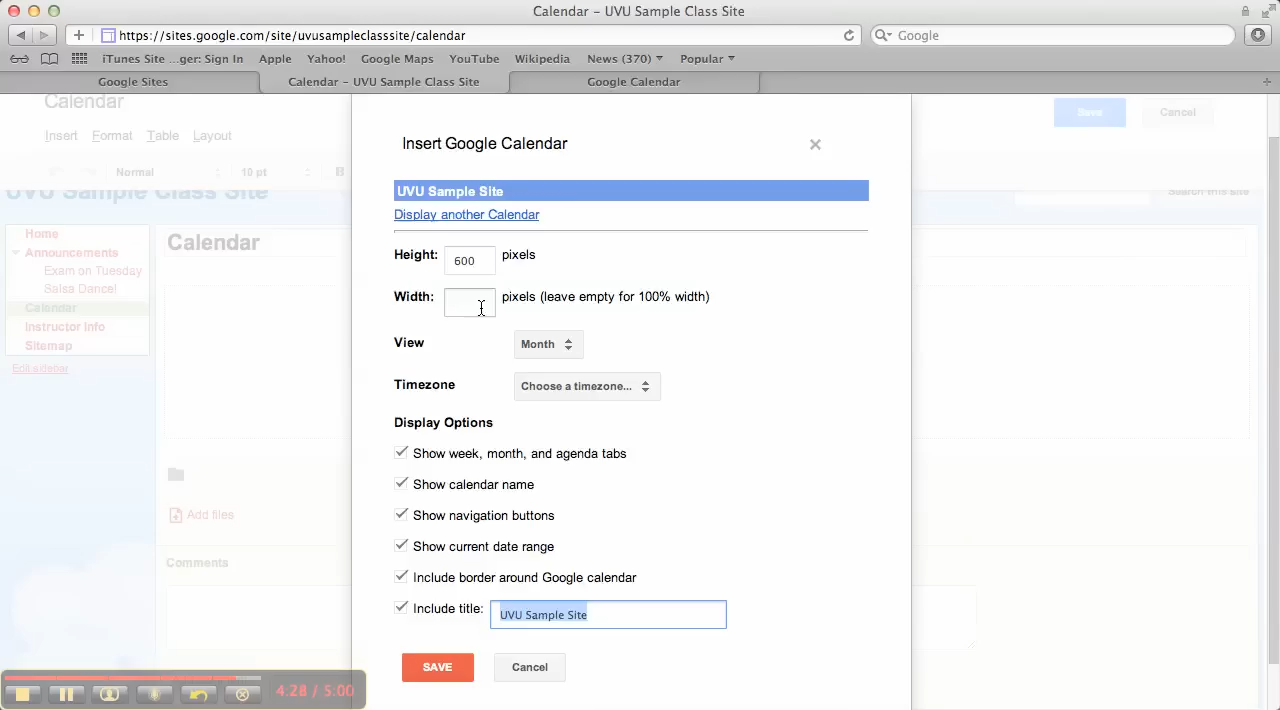 Calendar – UVU Sample Class Site
https://sites.google.com/site/uvusampleclasssite/calendar
Google
iTunes Site ...ger: Sign In Apple Yahoo! Google Maps YouTube Wikipedia News (370) Popular
Google Sites Calendar – UVU Sample Class Site Google Calendar
Calendar
Save Cancel
Insert Format Table Layout
Normal 10 pt B
UVU Sample Class Site
Search this site
Home
Announcements
Exam on Tuesday
Salsa Dance!
Calendar
Instructor Info
Sitemap
Edit sidebar
Calendar
Add files
Comments
Insert Google Calendar
UVU Sample Site
Display another Calendar
Height: 600 pixels
Width: pixels (leave empty for 100% width)
View Month
Timezone Choose a timezone...
Display Options
Show week, month, and agenda tabs
Show calendar name
Show navigation buttons
Show current date range
Include border around Google calendar
Include title: UVU Sample Site
SAVE Cancel
4.28 / 5.00